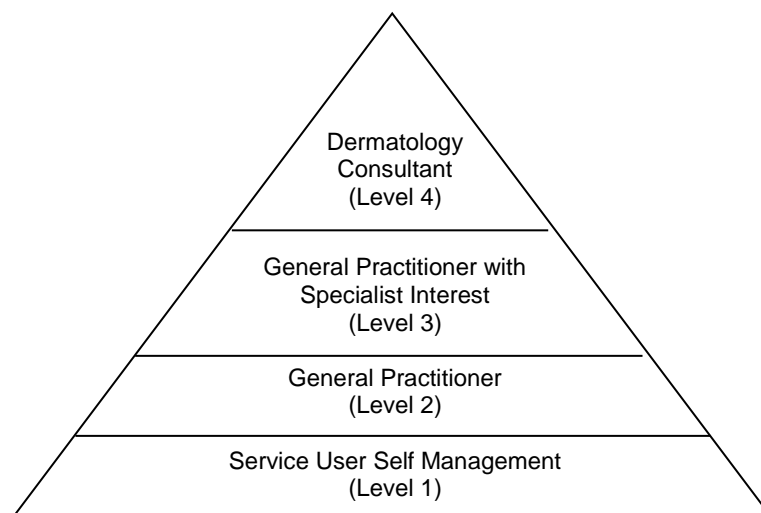 Dermatology
Consultant
(Level 4)
General Practitioner with
Specialist Interest
(Level 3)
General Practitioner
(Level 2)
Service User Self Management
(Level 1)